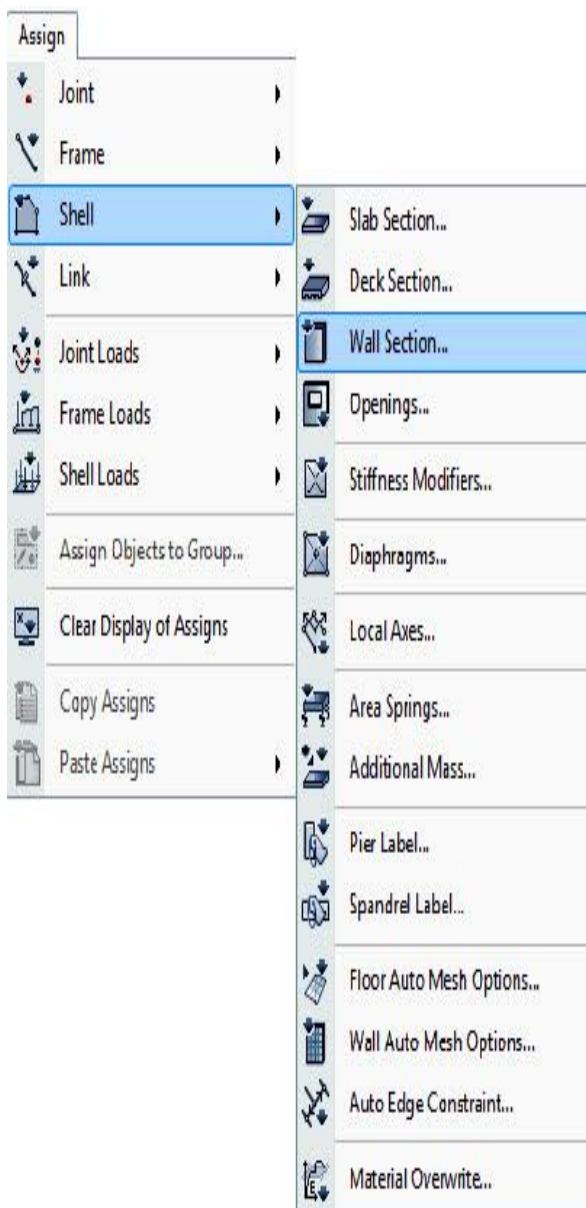 Assign
Joint
Frame
Shell
Link
Joint Loads
Frame Loads
Shell Loads
Assign Objects to Group...
Clear Display of Assigns
Copy Assigns
Paste Assigns
Slab Section...
Deck Section...
Wall Section...
Openings...
Stiffness Modifiers...
Diaphragms...
Local Axes...
Area Springs...
Additional Mass...
Pier Label...
Spandrel Label...
Floor Auto Mesh Options...
Wall Auto Mesh Options...
Auto Edge Constraint...
Material Overwrite...